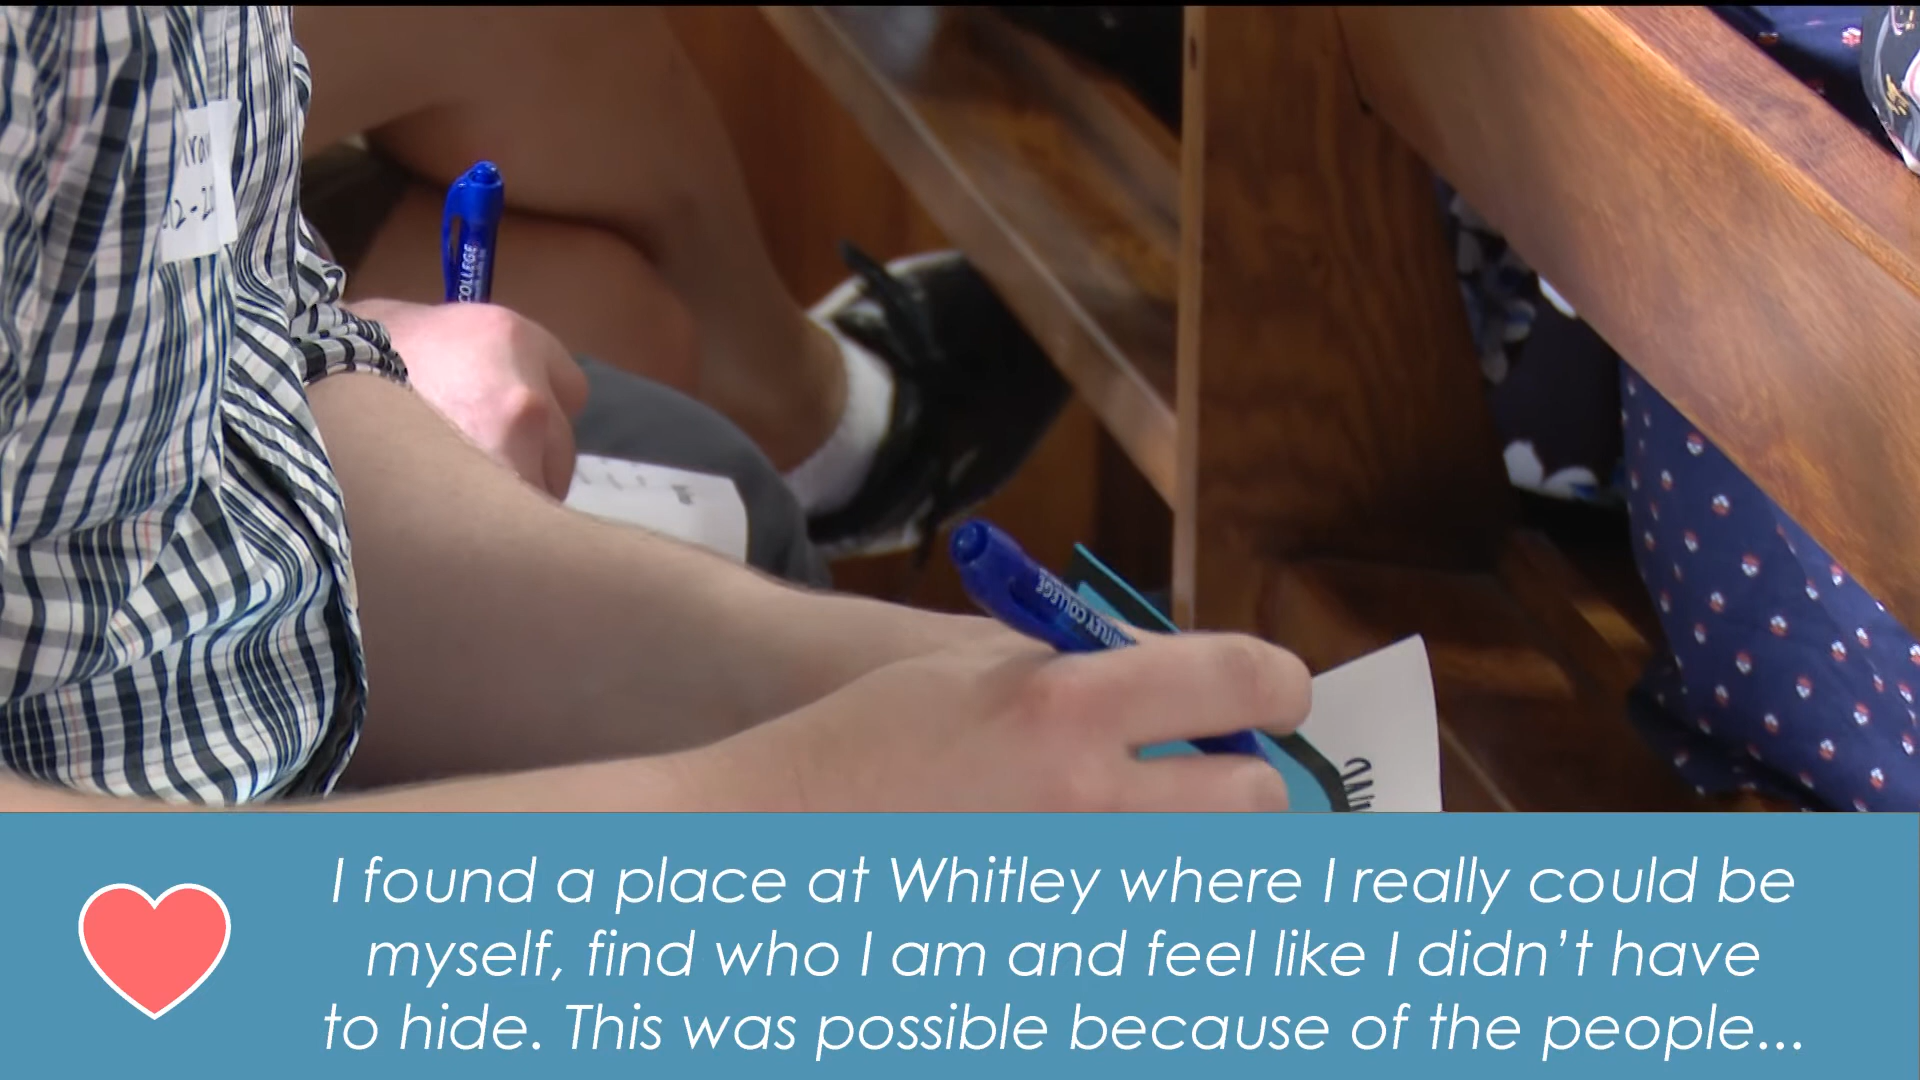 COLLEGE
COLLEGE
I found a place at Whitley where I really could be
myself, find who I am and feel like I didn’t have
to hide. This was possible because of the people...